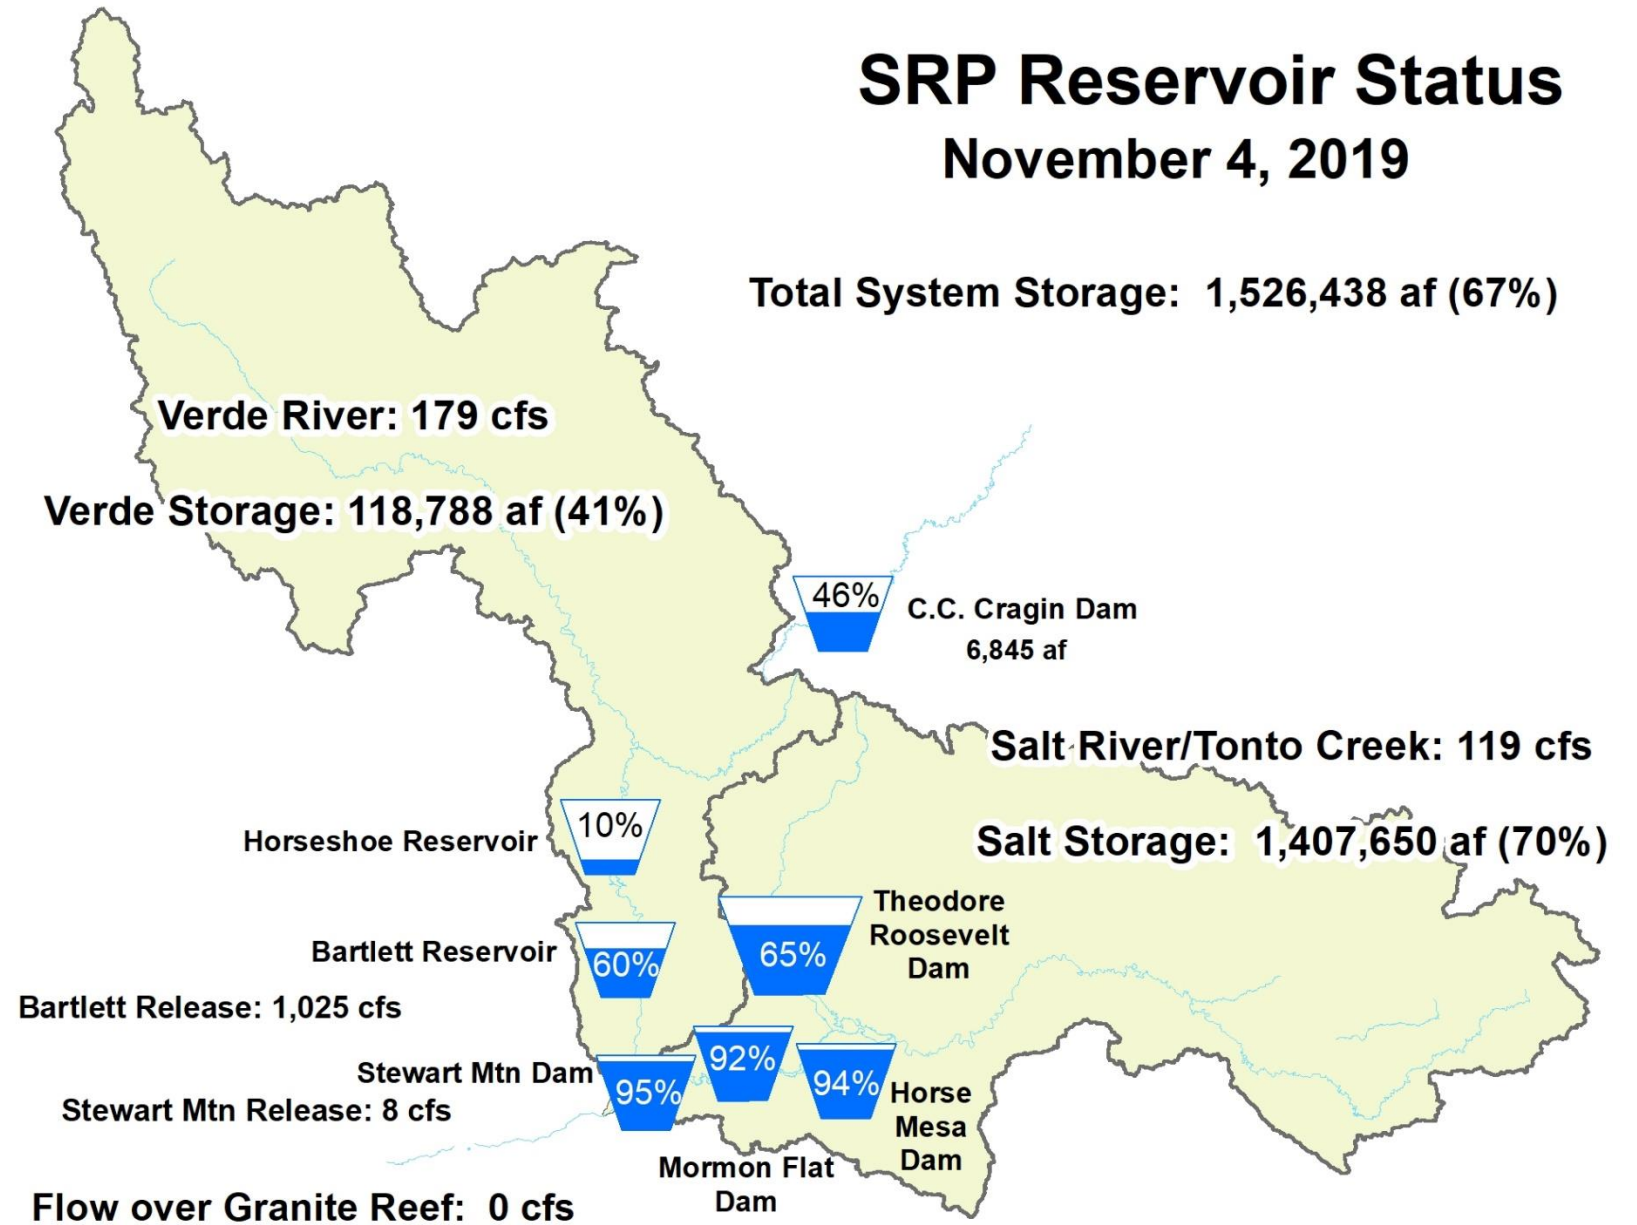 SRP Reservoir Status
November 4, 2019
Total System Storage: 1,526,438 af (67%)
Verde River: 179 cfs
Verde Storage: 118,788 af (41%)
46%
C.C. Cragin Dam
6,845 af
Salt River/Tonto Creek: 119 cfs
Salt Storage: 1,407,650 af (70%)
10%
Horseshoe Reservoir
Theodore
Roosevelt
Dam
65%
Bartlett Reservoir
60%
Bartlett Release: 1,025 cfs
Stewart Mtn Dam
95%
92%
94%
Stewart Mtn Release: 8 cfs
Horse
Mesa
Dam
Mormon Flat
Dam
Flow over Granite Reef: 0 cfs